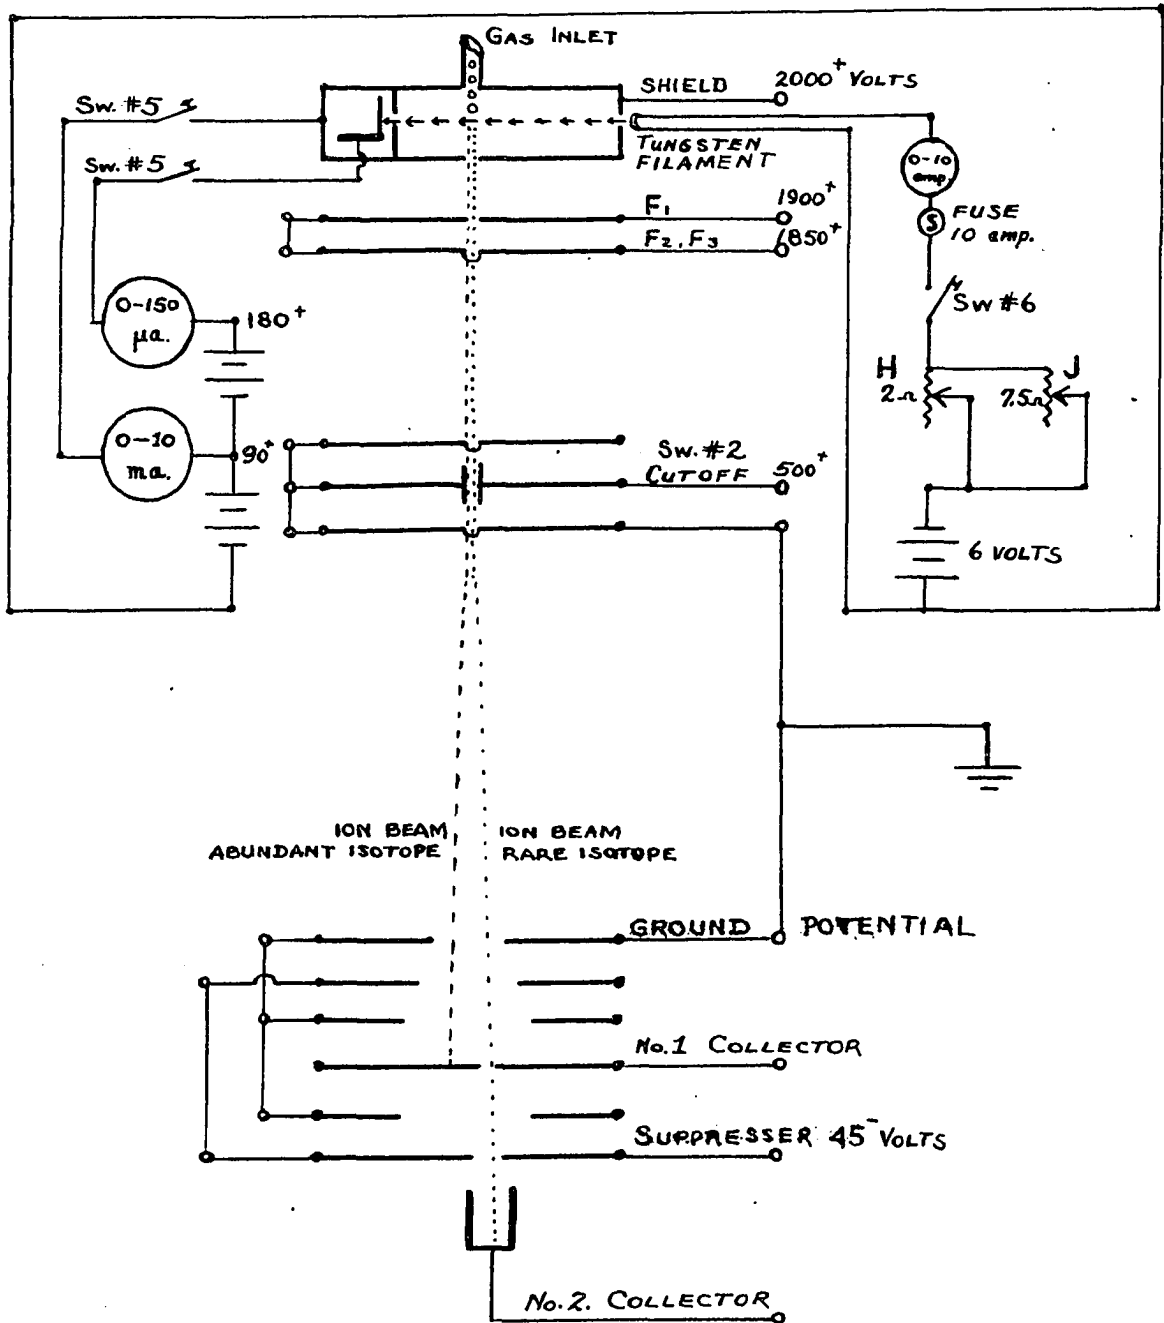 GAS INLET
SHIELD 2000+ VOLTS
Sw. #5
TUNGSTEN
FILAMENT
Sw. #5
0-10
amp.
F1 1900+
FUSE
10 amp.
F2, F3 1850+
Sw #6
0-150
µa.
180+
H
2Ω
J
7.5Ω
0-10
ma.
90+
Sw. #2
CUTOFF 500+
6 VOLTS
ION BEAM
ABUNDANT ISOTOPE
ION BEAM
RARE ISOTOPE
GROUND POTENTIAL
No.1 COLLECTOR
SUPPRESSER 45- VOLTS
No.2. COLLECTOR